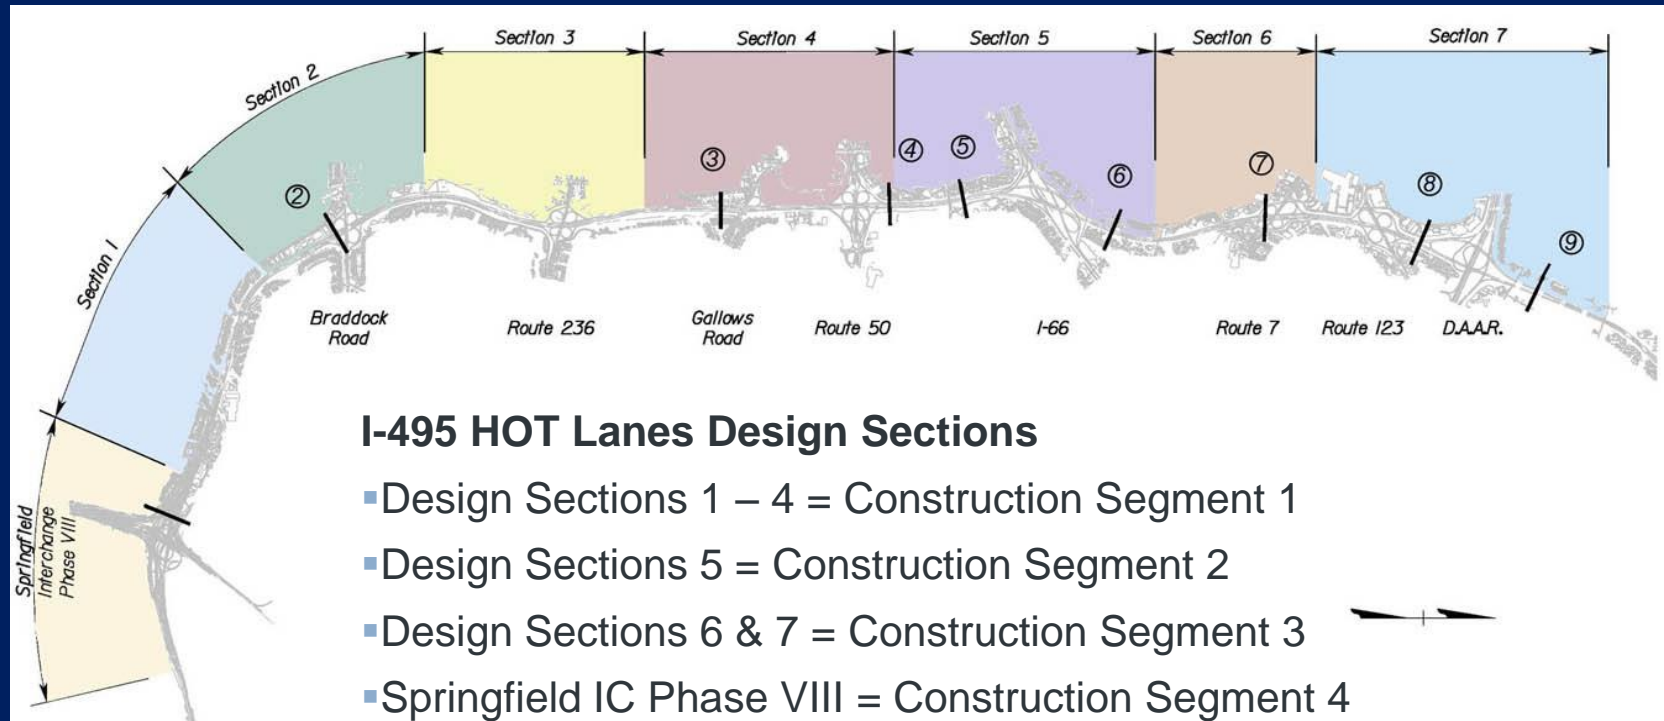 Section 3
Section 4
Section 5
Section 6
Section 7
Section 2
Section 1
Springfield
Interchange
Phase VIII
②
③
④
⑤
⑥
⑦
⑧
⑨
Braddock
Road
Route 236
Gallows
Road
Route 50
I-66
Route 7
Route 123
D.A.A.R.
I-495 HOT Lanes Design Sections
▪Design Sections 1 – 4 = Construction Segment 1
▪Design Sections 5 = Construction Segment 2
▪Design Sections 6 & 7 = Construction Segment 3
▪Springfield IC Phase VIII = Construction Segment 4